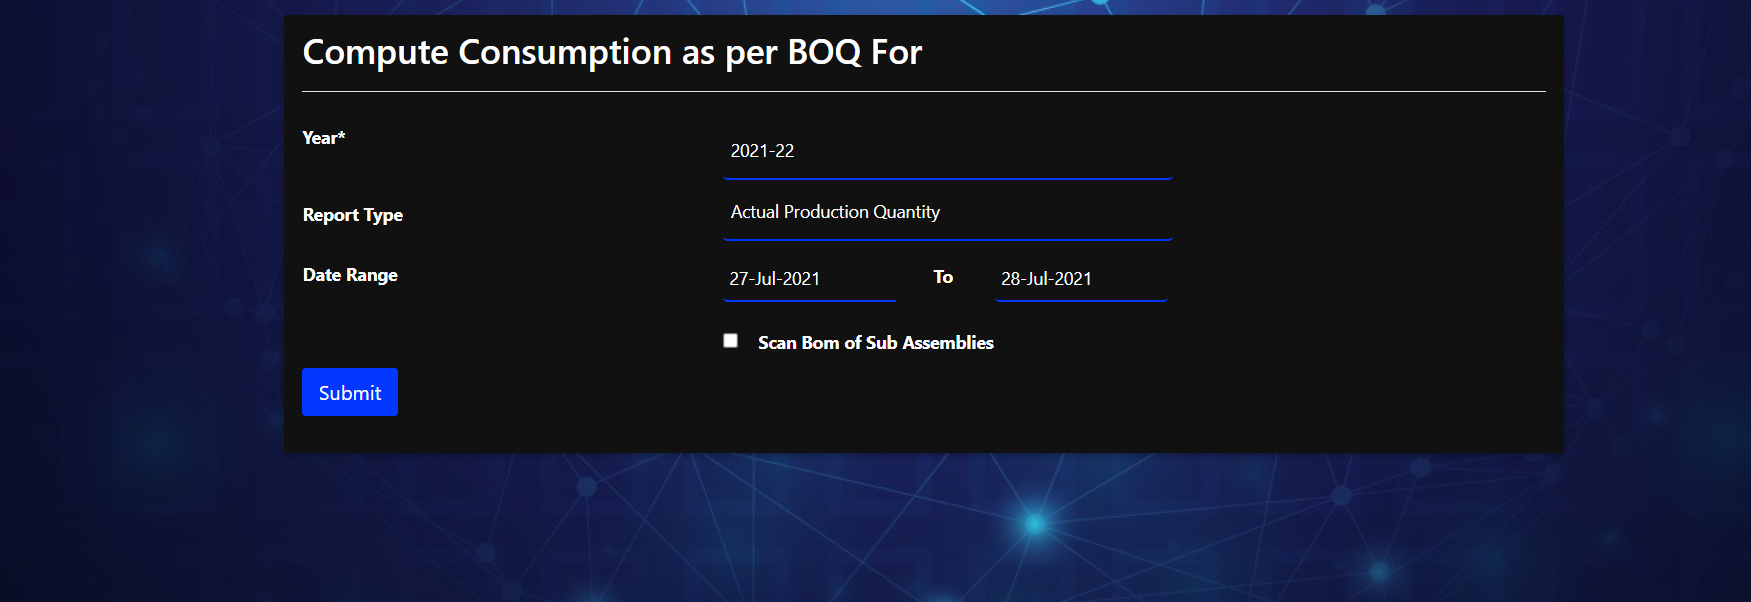 Compute Consumption as per BOQ For
Year*
2021-22
Report Type
Actual Production Quantity
Date Range
27-Jul-2021 To 28-Jul-2021
Scan Bom of Sub Assemblies
Submit